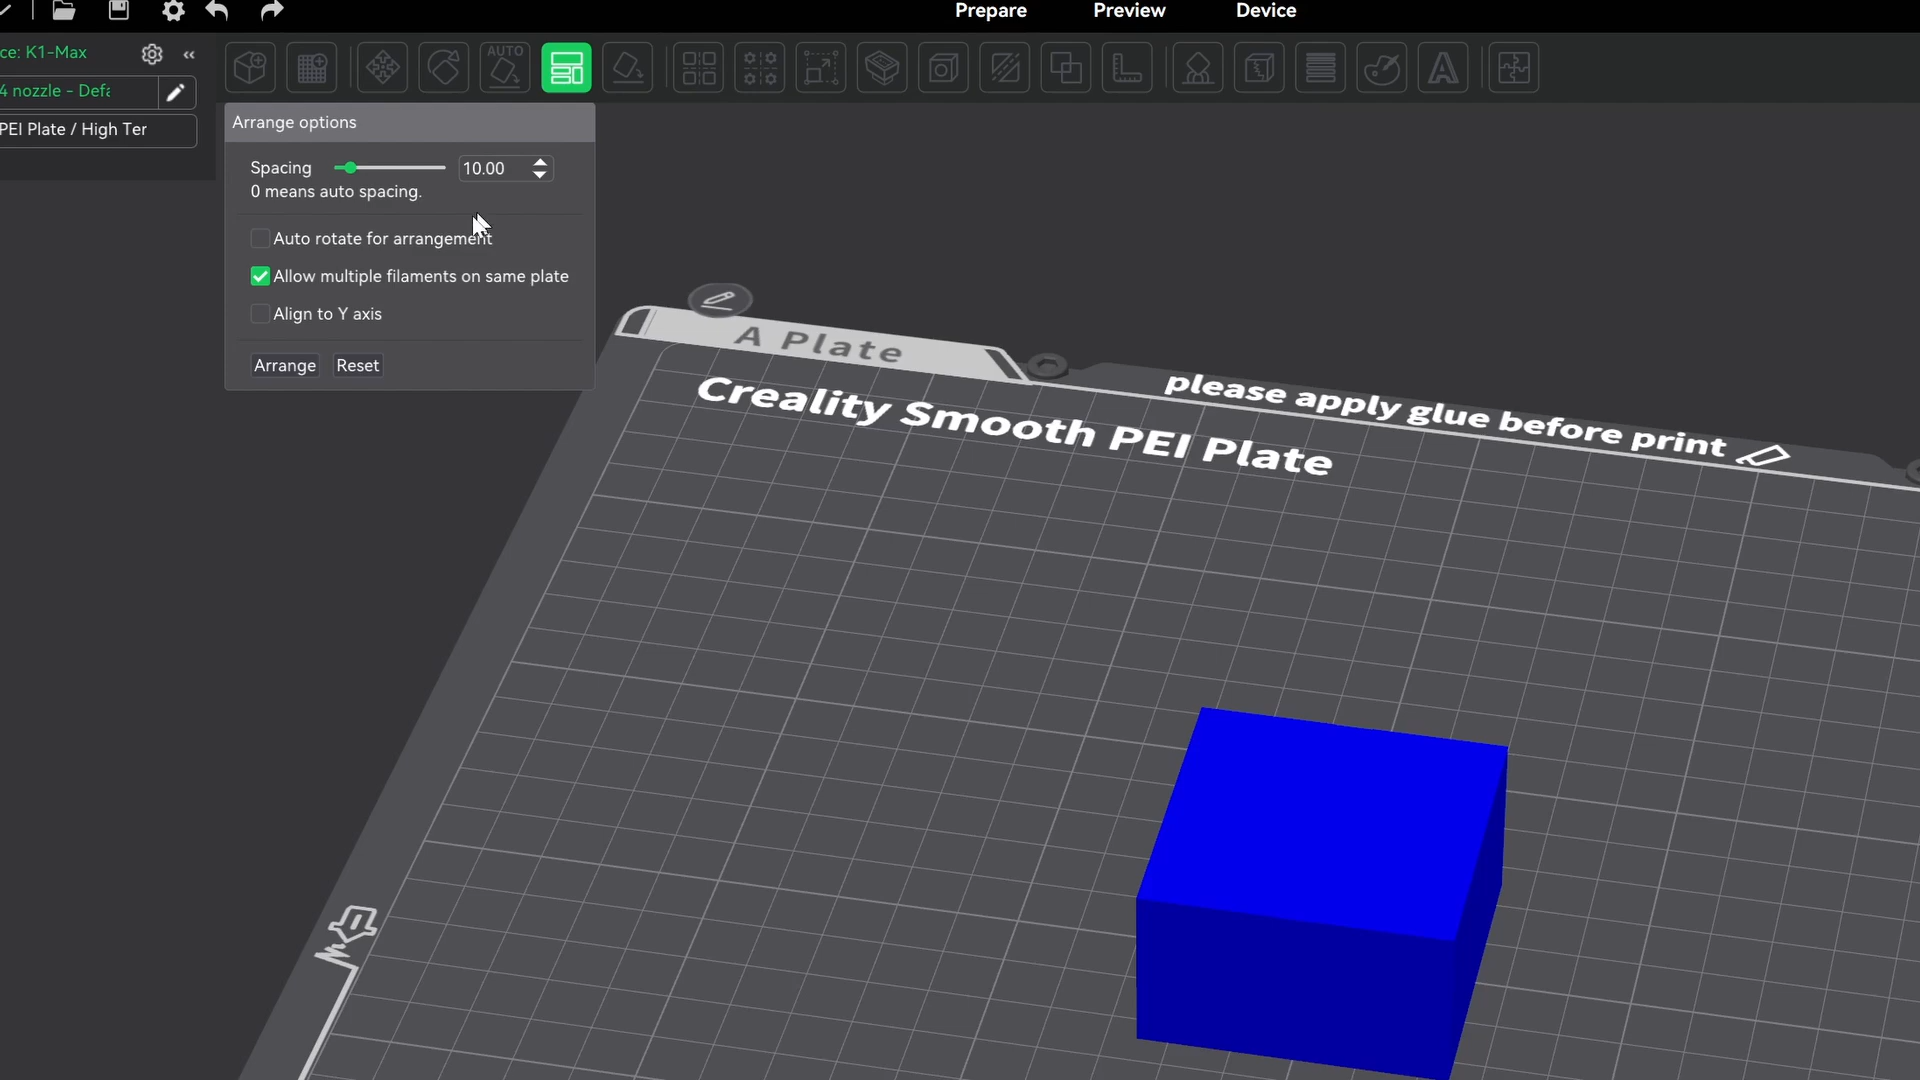 Prepare Preview Device
ce: K1-Max
4 nozzle - Defa
PEI Plate / High Ter
AUTO
A
Arrange options
Spacing 10.00
0 means auto spacing.
Auto rotate for arrangement
Allow multiple filaments on same plate
Align to Y axis
Arrange Reset
A Plate
please apply glue before print
Creality Smooth PEI Plate